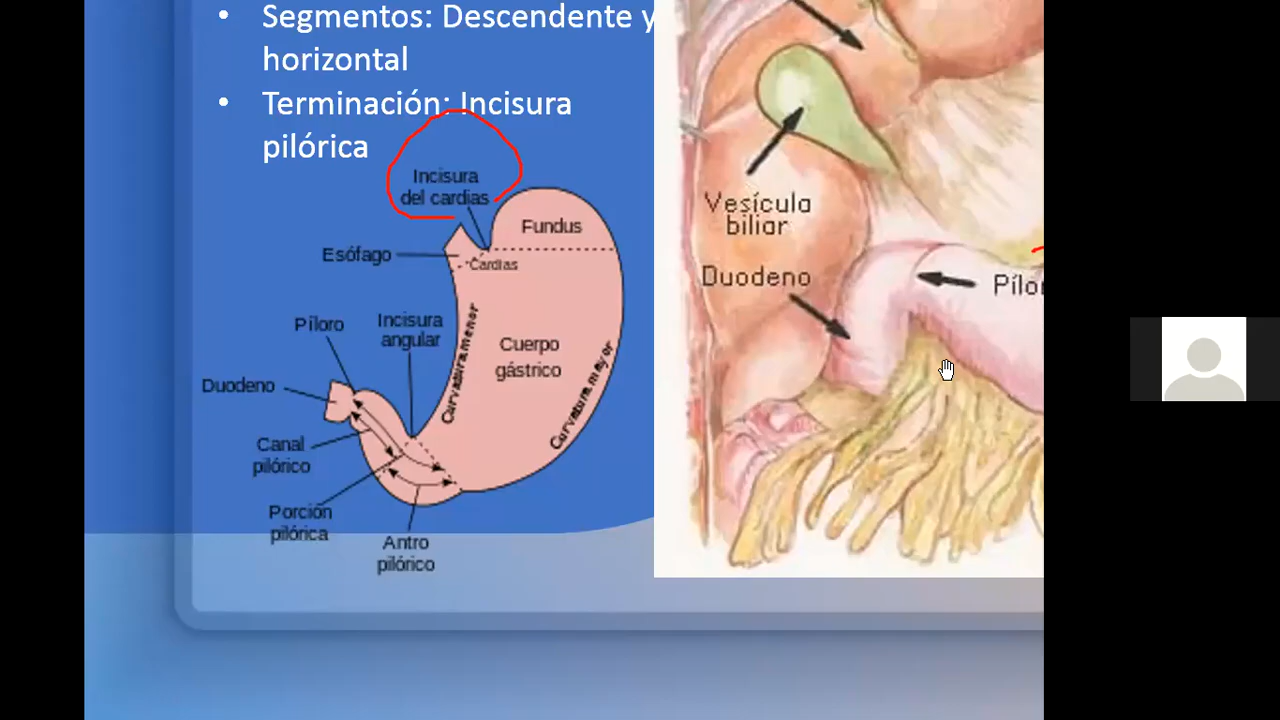 • Segmentos: Descendente y
horizontal
• Terminación: Incisura
pilórica
Incisura
del cardias
Fundus
Esófago
Cardias
Píloro
Incisura
angular
Curvatura menor
Cuerpo
gástrico
Curvatura mayor
Duodeno
Canal
pilórico
Porción
pilórica
Antro
pilórico
Vesícula
biliar
Duodeno